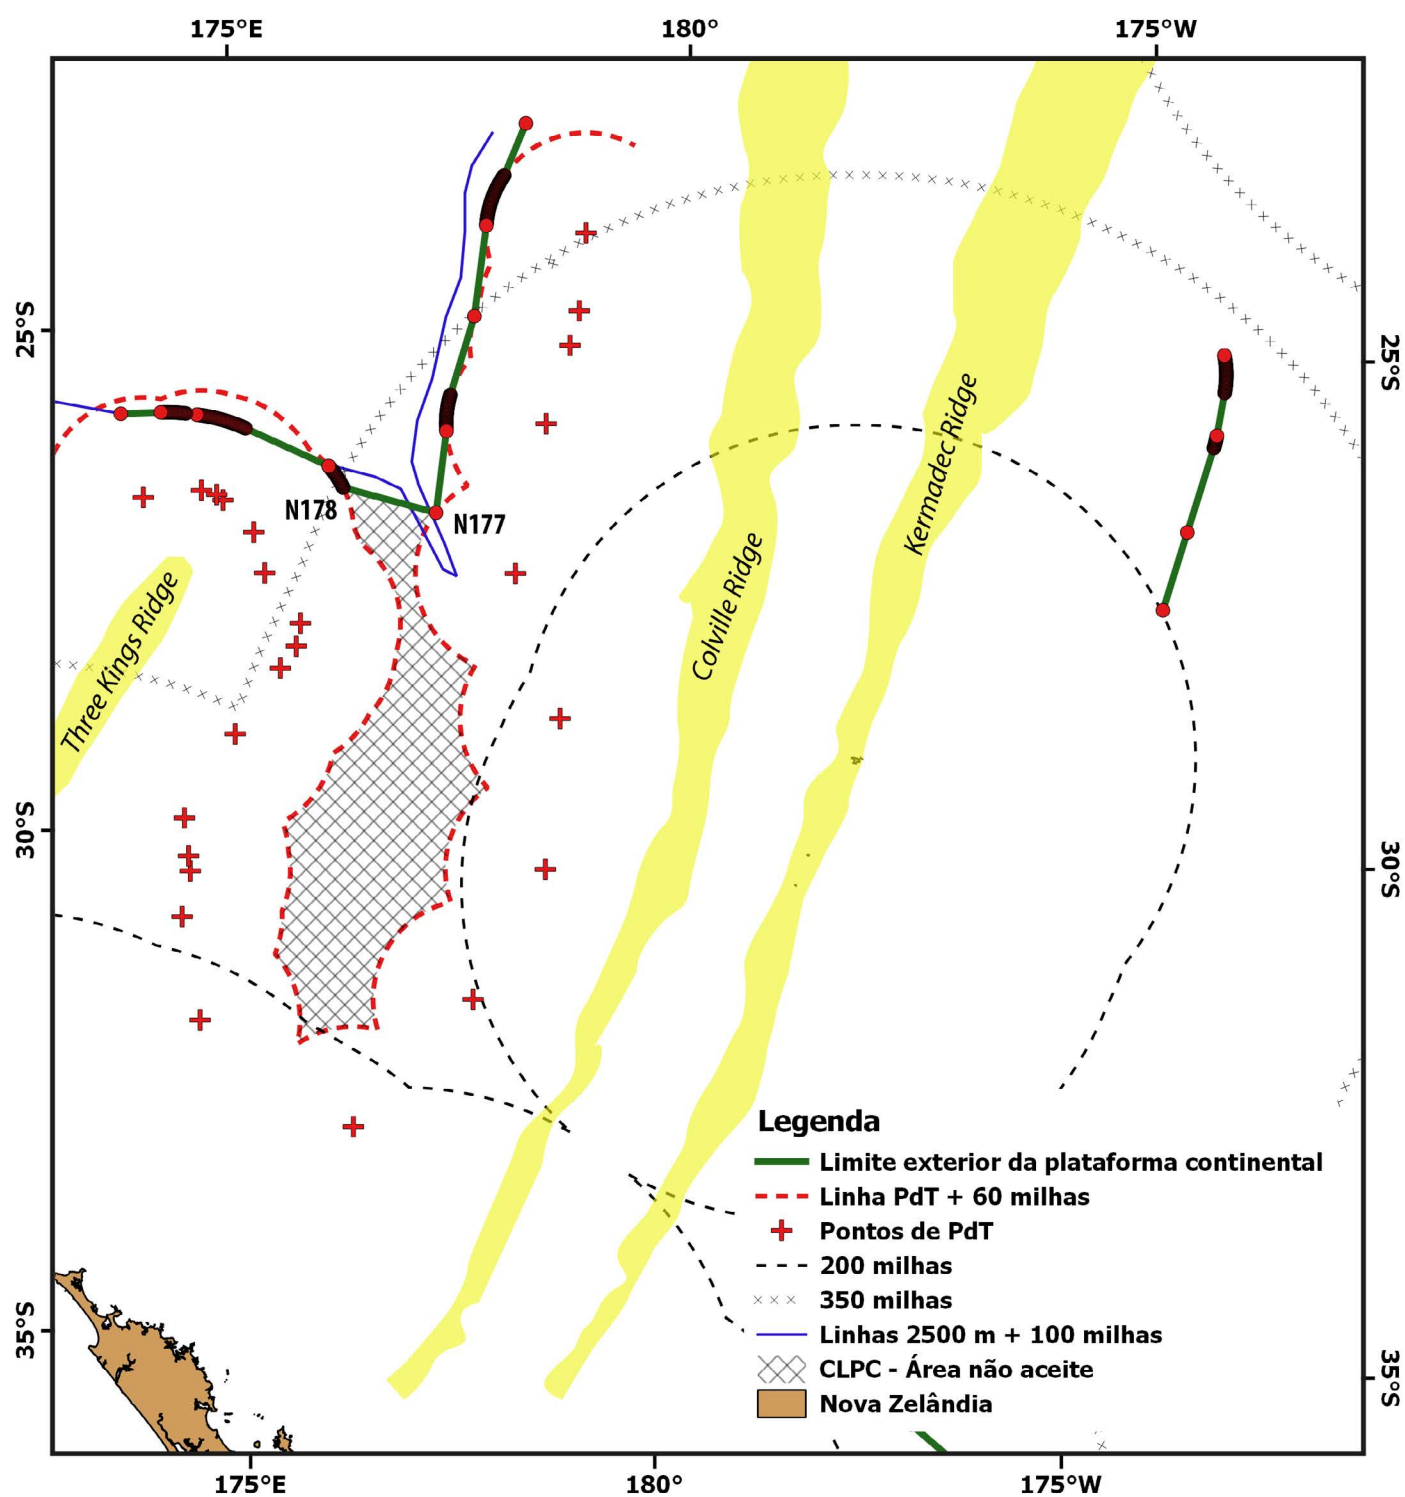 175°E
180°
175°W
25°S
25°S
N178
N177
Kermadec Ridge
Colville Ridge
Three Kings Ridge
30°S
30°S
Legenda
Limite exterior da plataforma continental
Linha PdT + 60 milhas
Pontos de PdT
200 milhas
350 milhas
Linhas 2500 m + 100 milhas
CLPC - Área não aceite
Nova Zelândia
35°S
35°S
175°E
180°
175°W